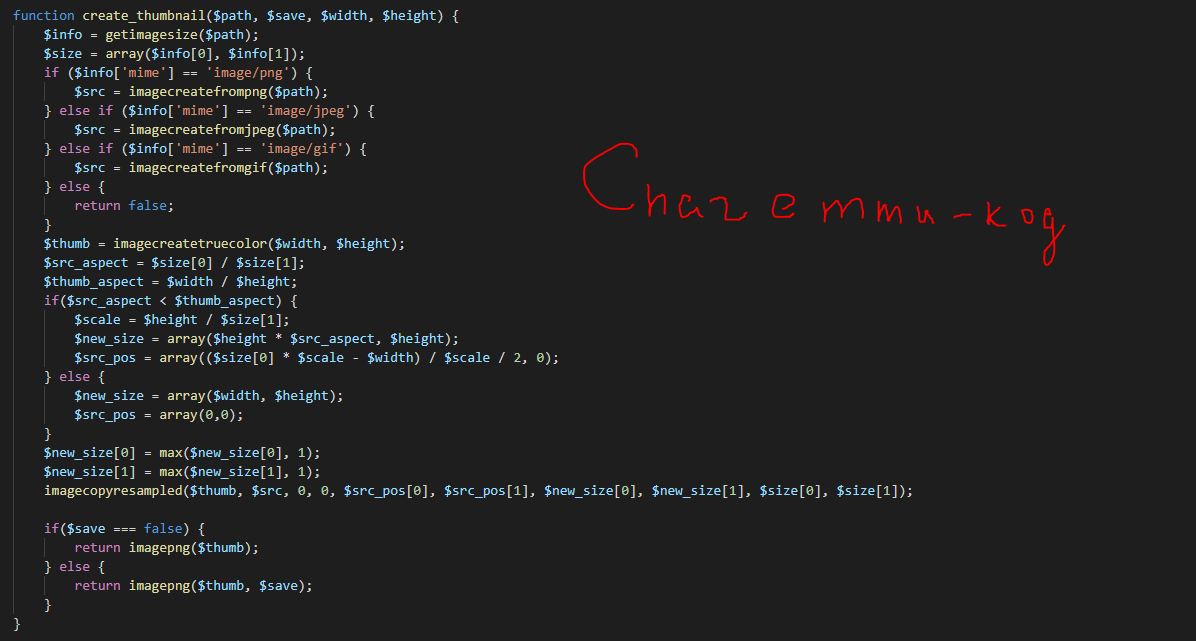 function create_thumbnail($path, $save, $width, $height) {
    $info = getimagesize($path);
    $size = array($info[0], $info[1]);
    if ($info['mime'] == 'image/png') {
        $src = imagecreatefrompng($path);
    } else if ($info['mime'] == 'image/jpeg') {
        $src = imagecreatefromjpeg($path);
    } else if ($info['mime'] == 'image/gif') {
        $src = imagecreatefromgif($path);
    } else {
        return false;
    }
Спагетти-код
    $thumb = imagecreatetruecolor($width, $height);
    $src_aspect = $size[0] / $size[1];
    $thumb_aspect = $width / $height;
    if($src_aspect < $thumb_aspect) {
        $scale = $height / $size[1];
        $new_size = array($height * $src_aspect, $height);
        $src_pos = array(($size[0] * $scale - $width) / $scale / 2, 0);
    } else {
        $new_size = array($width, $height);
        $src_pos = array(0,0);
    }
    $new_size[0] = max($new_size[0], 1);
    $new_size[1] = max($new_size[1], 1);
    imagecopyresampled($thumb, $src, 0, 0, $src_pos[0], $src_pos[1], $new_size[0], $new_size[1], $size[0], $size[1]);
    if($save === false) {
        return imagepng($thumb);
    } else {
        return imagepng($thumb, $save);
    }
}